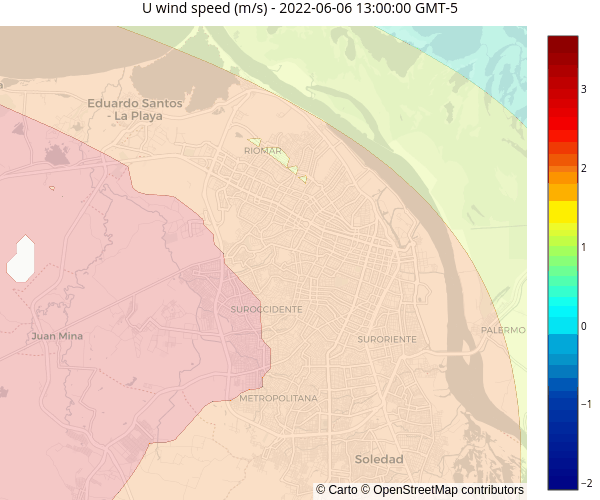 U wind speed (m/s) - 2022-06-06 13:00:00 GMT-5
Eduardo Santos
- La Playa
RIOMAR
SUROCCIDENTE
Juan Mina
SURORIENTE
PALERMO
METROPOLITANA
Soledad
© Carto © OpenStreetMap contributors
3
2
1
0
−1
−2